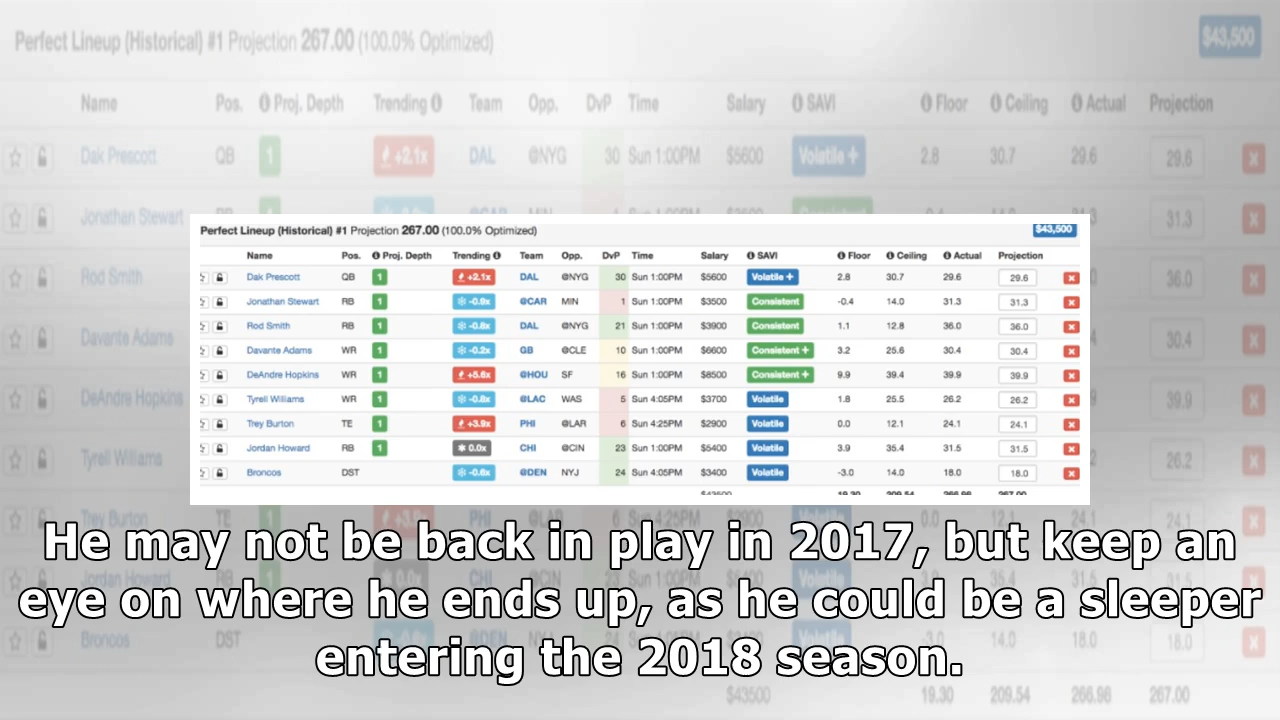 Perfect Lineup (Historical) #1 Projection 267.00 (100.0% Optimized) $43,500
Name Pos. Proj. Depth Trending Team Opp. DvP Time Salary SAVi Floor Ceiling Actual Projection
Dak Prescott QB 1 +2.1x DAL @NYG 30 Sun 1:00PM $5600 Volatile + 2.8 30.7 29.6 29.6
Jonathan Stewart RB 1 -0.8x @CAR MIN 1 Sun 1:00PM $3500 Consistent -0.4 14.0 31.3 31.3
Rod Smith RB 1 -0.8x DAL @NYG 21 Sun 1:00PM $3900 Consistent 1.1 12.8 36.0 36.0
Davante Adams WR 1 -0.2x GB @CLE 10 Sun 1:00PM $6600 Consistent + 3.2 25.6 30.4 30.4
DeAndre Hopkins WR 1 +5.6x @HOU SF 16 Sun 1:00PM $8500 Consistent + 9.9 39.4 39.9 39.9
Tyrell Williams WR 1 -0.8x @LAC WAS 5 Sun 4:05PM $3700 Volatile 1.8 25.5 26.2 26.2
Trey Burton TE 1 +3.9x PHI @LAR 6 Sun 4:25PM $2900 Volatile 0.0 12.1 24.1 24.1
Jordan Howard RB 1 0.0x CHI @CIN 23 Sun 1:00PM $5400 Volatile 3.9 35.4 31.5 31.5
Broncos DST -0.6x @DEN NYJ 24 Sun 4:05PM $3400 Volatile -3.0 14.0 18.0 18.0
$43500 19.30 209.54 266.98 267.00
He may not be back in play in 2017, but keep an
eye on where he ends up, as he could be a sleeper
entering the 2018 season.